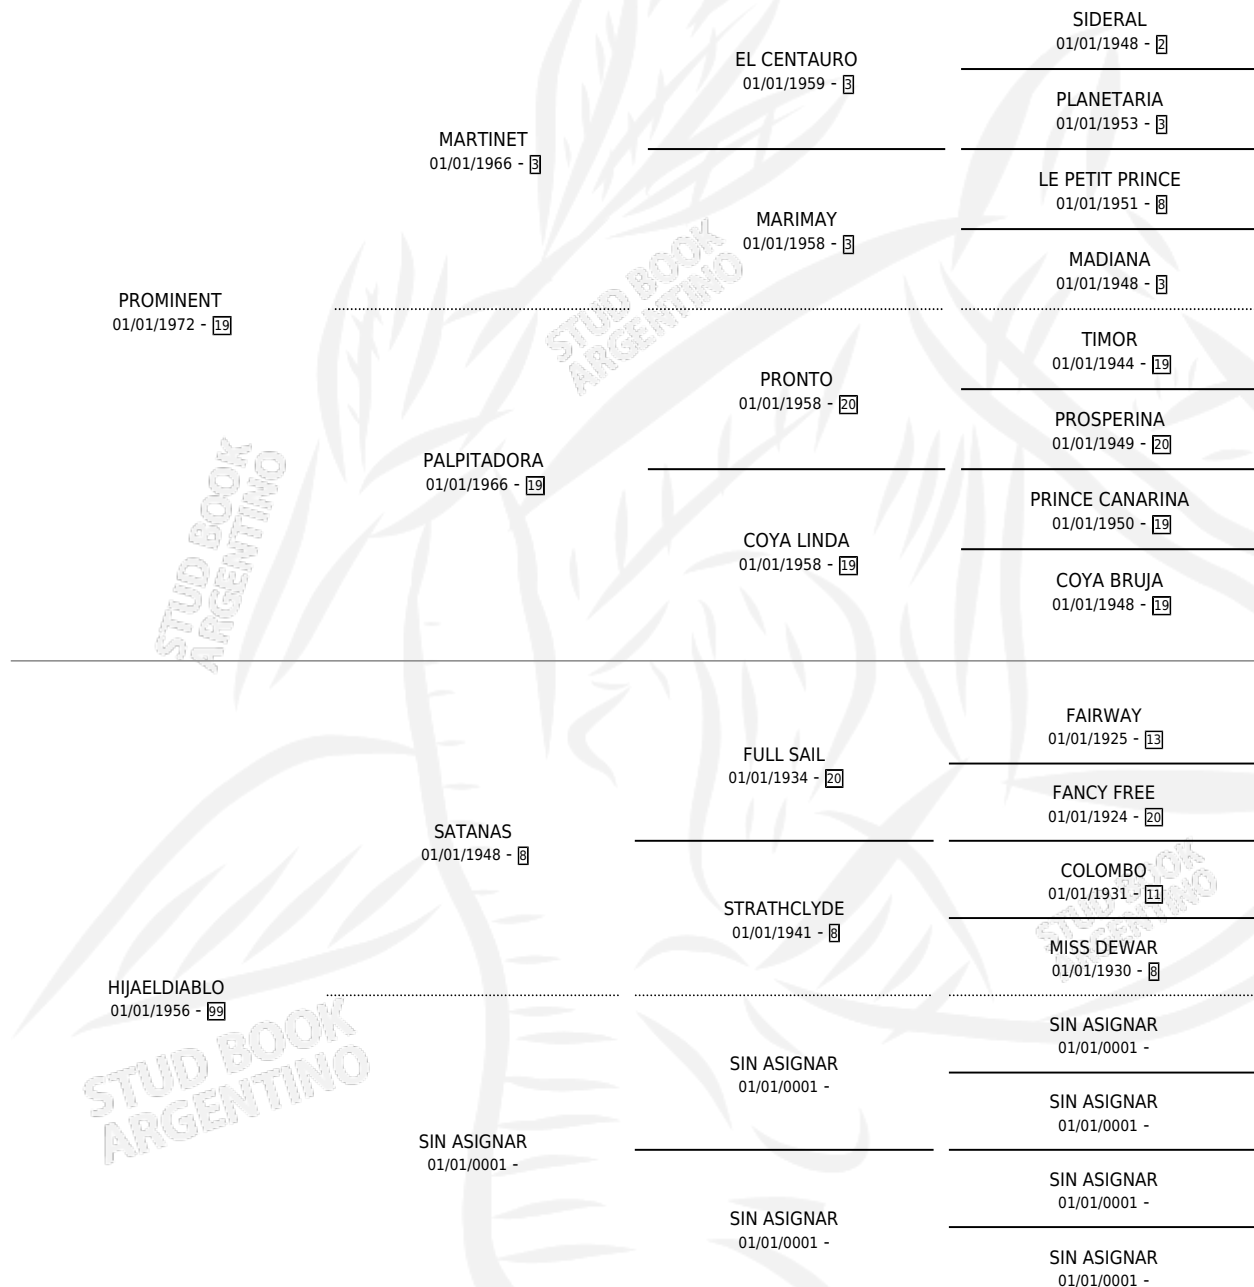 SIDERAL
01/01/1948 - 2
EL CENTAURO
01/01/1959 - 3
PLANETARIA
01/01/1953 - 3
MARTINET
01/01/1966 - 3
LE PETIT PRINCE
01/01/1951 - 8
MARIMAY
01/01/1958 - 3
MADIANA
01/01/1948 - 3
PROMINENT
01/01/1972 - 19
STUD BOOK
ARGENTINO
TIMOR
01/01/1944 - 19
PRONTO
01/01/1958 - 20
PROSPERINA
01/01/1949 - 20
PALPITADORA
01/01/1966 - 19
PRINCE CANARINA
01/01/1950 - 19
COYA LINDA
01/01/1958 - 19
COYA BRUJA
01/01/1948 - 19
STUD BOOK
ARGENTINO
FAIRWAY
01/01/1925 - 13
FULL SAIL
01/01/1934 - 20
FANCY FREE
01/01/1924 - 20
SATANAS
01/01/1948 - 8
COLOMBO
01/01/1931 - 11
STRATHCLYDE
01/01/1941 - 8
STUD BOOK
ARGENTINO
MISS DEWAR
01/01/1930 - 8
HIJAELDIABLO
01/01/1956 - 99
STUD BOOK
ARGENTINO
SIN ASIGNAR
01/01/0001 -
SIN ASIGNAR
01/01/0001 -
SIN ASIGNAR
01/01/0001 -
SIN ASIGNAR
01/01/0001 -
SIN ASIGNAR
01/01/0001 -
SIN ASIGNAR
01/01/0001 -
SIN ASIGNAR
01/01/0001 -